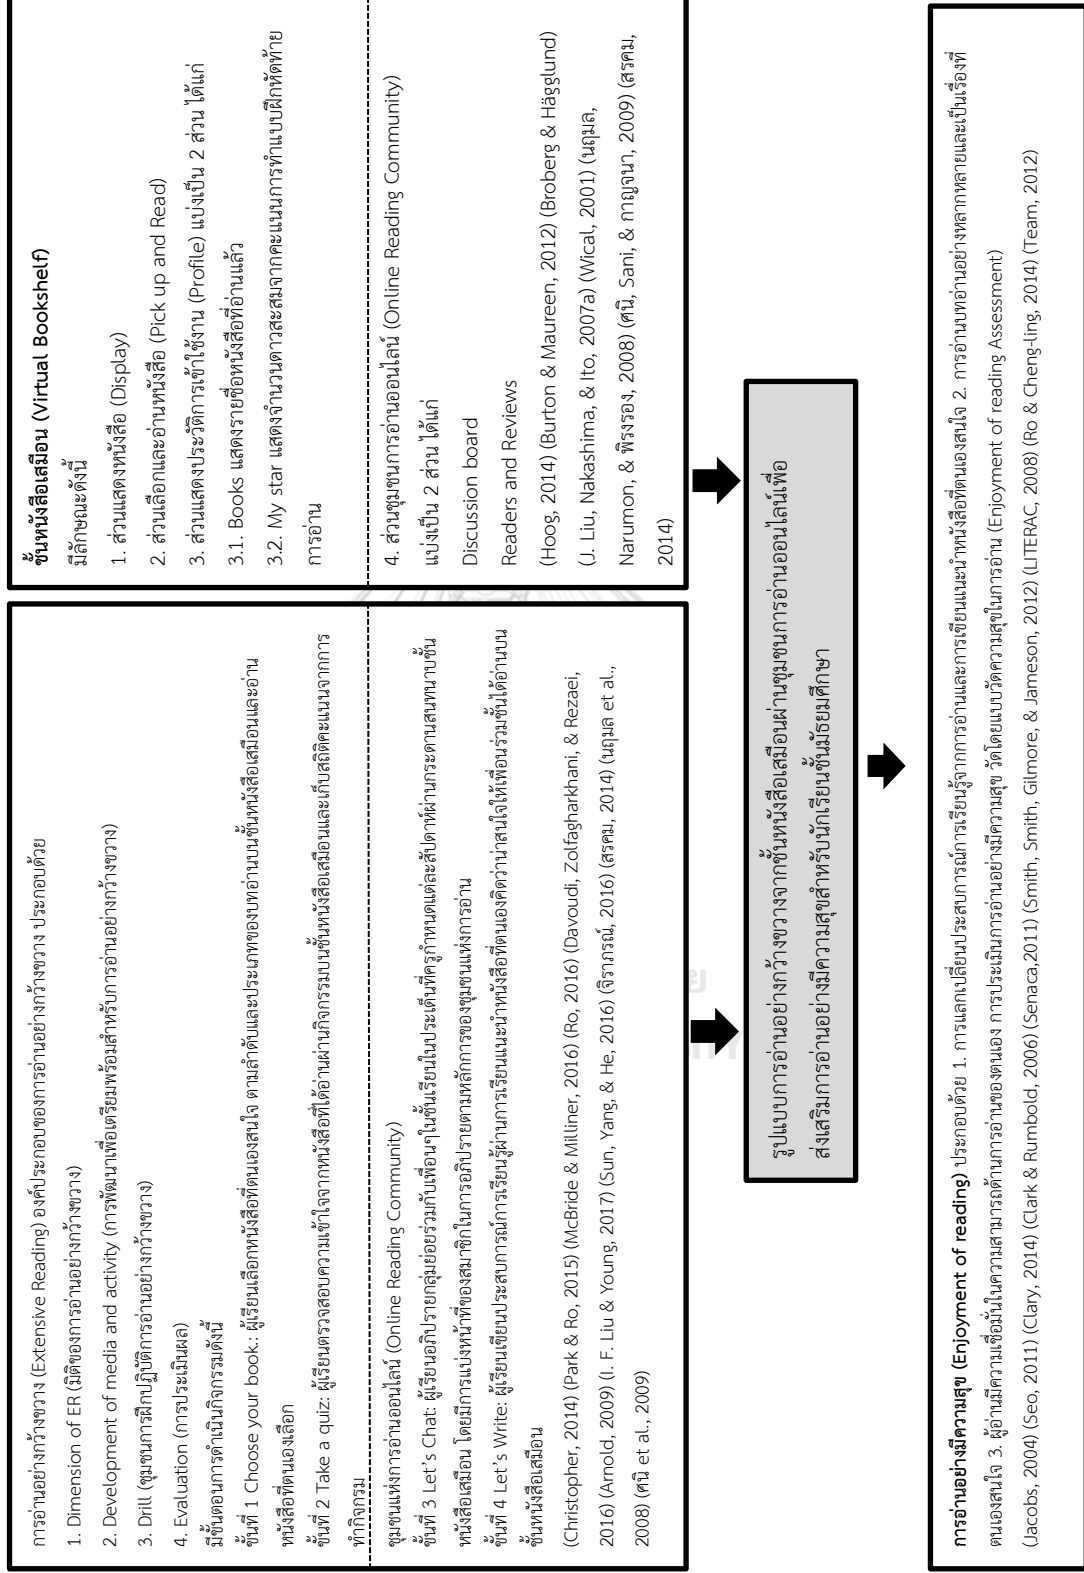 การอ่านอย่างกว้างขวาง (Extensive Reading) องค์ประกอบของการอ่านอย่างกว้างขวาง ประกอบด้วย
1. Dimension of ER (มิติของการอ่านอย่างกว้างขวาง)
2. Development of media and activity (การพัฒนาเพื่อเตรียมพร้อมสำหรับการอ่านอย่างกว้างขวาง)
3. Drill (ชุมชนการฝึกปฏิบัติการอ่านอย่างกว้างขวาง)
4. Evaluation (การประเมินผล)
มีขั้นตอนการดำเนินกิจกรรมดังนี้
ขั้นที่ 1 Choose your book.: ผู้เรียนเลือกหนังสือที่ตนเองสนใจ ตามลำดับและประเภทของบทอ่านบนชั้นหนังสือเสมือนและอ่าน
หนังสือที่ตนเองเลือก
ขั้นที่ 2 Take a quiz: ผู้เรียนตรวจสอบความเข้าใจจากหนังสือที่ได้อ่านผ่านกิจกรรมบนชั้นหนังสือเสมือนและเก็บสถิติคะแนนจากการ
ทำกิจกรรม
ชุมชนแห่งการอ่านออนไลน์ (Online Reading Community)
ขั้นที่ 3 Let's Chat: ผู้เรียนอภิปรายกลุ่มย่อยร่วมกับเพื่อนๆในชั้นเรียนในประเด็นที่ครูกำหนดแต่ละสัปดาห์ผ่านกระดานสนทนาบชั้น
หนังสือเสมือน โดยมีการแบ่งหน้าที่ของสมาชิกในการอภิปรายตามหลักการของชุมชนแห่งการอ่าน
ขั้นที่ 4 Let's Write: ผู้เรียนเขียนประสบการณ์การเรียนรู้ผ่านการเขียนแนะนำหนังสือที่ตนเองคิดว่าน่าสนใจให้เพื่อนร่วมชั้นได้อ่านบน
ชั้นหนังสือเสมือน
(Christopher, 2014) (Park & Ro, 2015) (McBride & Milliner, 2016) (Ro, 2016) (Davoudi, Zolfagharkhani, & Rezaei,
2016) (Arnold, 2009) (I. F. Liu & Young, 2017) (Sun, Yang, & He, 2016) (จิราภรณ์, 2016) (สรคม, 2014) (นฤมล et al.,
2008) (ศนิ et al., 2009)
ชั้นหนังสือเสมือน (Virtual Bookshelf)
มีลักษณะดังนี้
1. ส่วนแสดงหนังสือ (Display)
2. ส่วนเลือกและอ่านหนังสือ (Pick up and Read)
3. ส่วนแสดงประวัติการเข้าใช้งาน (Profile) แบ่งเป็น 2 ส่วน ได้แก่
3.1. Books แสดงรายชื่อหนังสือที่อ่านแล้ว
3.2. My star แสดงจำนวนดาวสะสมจากคะแนนการทำแบบฝึกหัดท้าย
การอ่าน
4. ส่วนชุมชนการอ่านออนไลน์ (Online Reading Community)
แบ่งเป็น 2 ส่วน ได้แก่
Discussion board
Readers and Reviews
(Hoog, 2014) (Burton & Maureen, 2012) (Broberg & Hägglund)
(J. Liu, Nakashima, & Ito, 2007a) (Wical, 2001) (นฤมล,
Narumon, & พิรงรอง, 2008) (ศนิ, Sani, & กาญจนา, 2009) (สรคม,
2014)
รูปแบบการอ่านอย่างกว้างขวางจากชั้นหนังสือเสมือนผ่านชุมชนการอ่านออนไลน์เพื่อ
ส่งเสริมการอ่านอย่างมีความสุขสำหรับนักเรียนชั้นมัธยมศึกษา
การอ่านอย่างมีความสุข (Enjoyment of reading) ประกอบด้วย 1. การแลกเปลี่ยนประสบการณ์การเรียนรู้จากการอ่านและการเขียนแนะนำหนังสือที่ตนเองสนใจ 2. การอ่านบทอ่านอย่างหลากหลายและเป็นเรื่องที่
ตนเองสนใจ 3. ผู้อ่านมีความเชื่อมั่นในความสามารถด้านการอ่านของตนเอง การประเมินการอ่านอย่างมีความสุข วัดโดยแบบวัดความสุขในการอ่าน (Enjoyment of reading Assessment)
(Jacobs, 2004) (Seo, 2011) (Clary, 2014) (Clark & Rumbold, 2006) (Senaca,2011) (Smith, Smith, Gilmore, & Jameson, 2012) (LITERAC, 2008) (Ro & Cheng-ling, 2014) (Team, 2012)